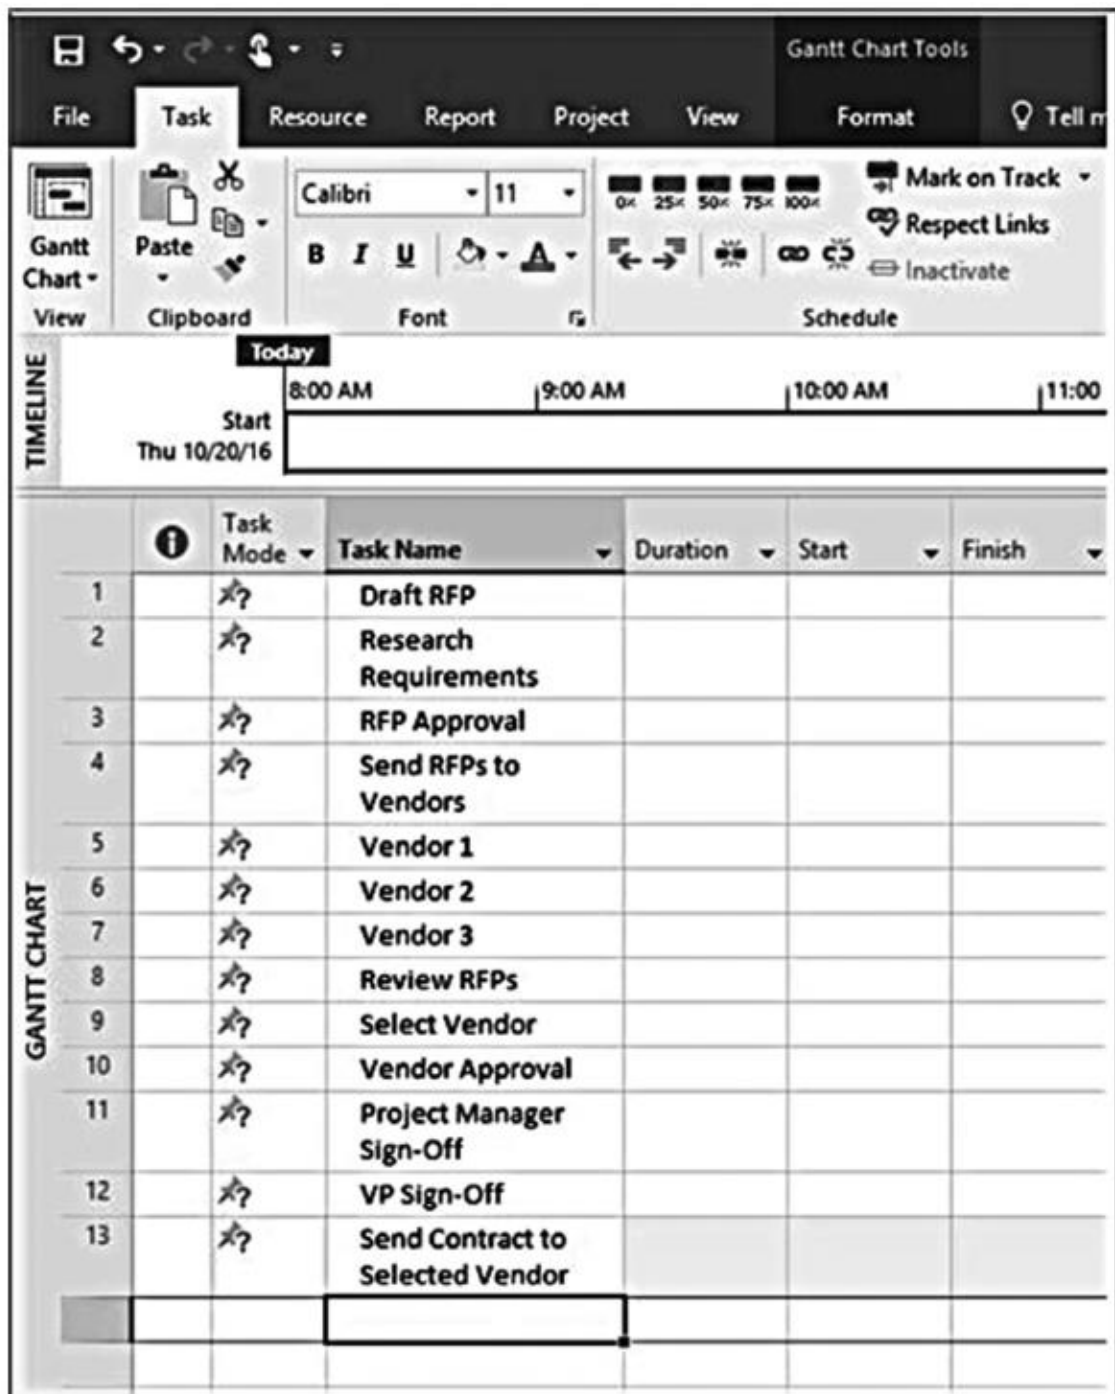 Gantt Chart Tools
File Task Resource Report Project View Format Tell m
Gantt Chart
View
Paste
Clipboard
Calibri 11
B I U A
Font
0% 25% 50% 75% 100%
Mark on Track
Respect Links
Inactivate
Schedule
TIMELINE
Today
8:00 AM 9:00 AM 10:00 AM 11:00
Start
Thu 10/20/16
GANTT CHART
Task Mode Task Name Duration Start Finish
1 Draft RFP
2 Research
Requirements
3 RFP Approval
4 Send RFPs to
Vendors
5 Vendor 1
6 Vendor 2
7 Vendor 3
8 Review RFPs
9 Select Vendor
10 Vendor Approval
11 Project Manager
Sign-Off
12 VP Sign-Off
13 Send Contract to
Selected Vendor